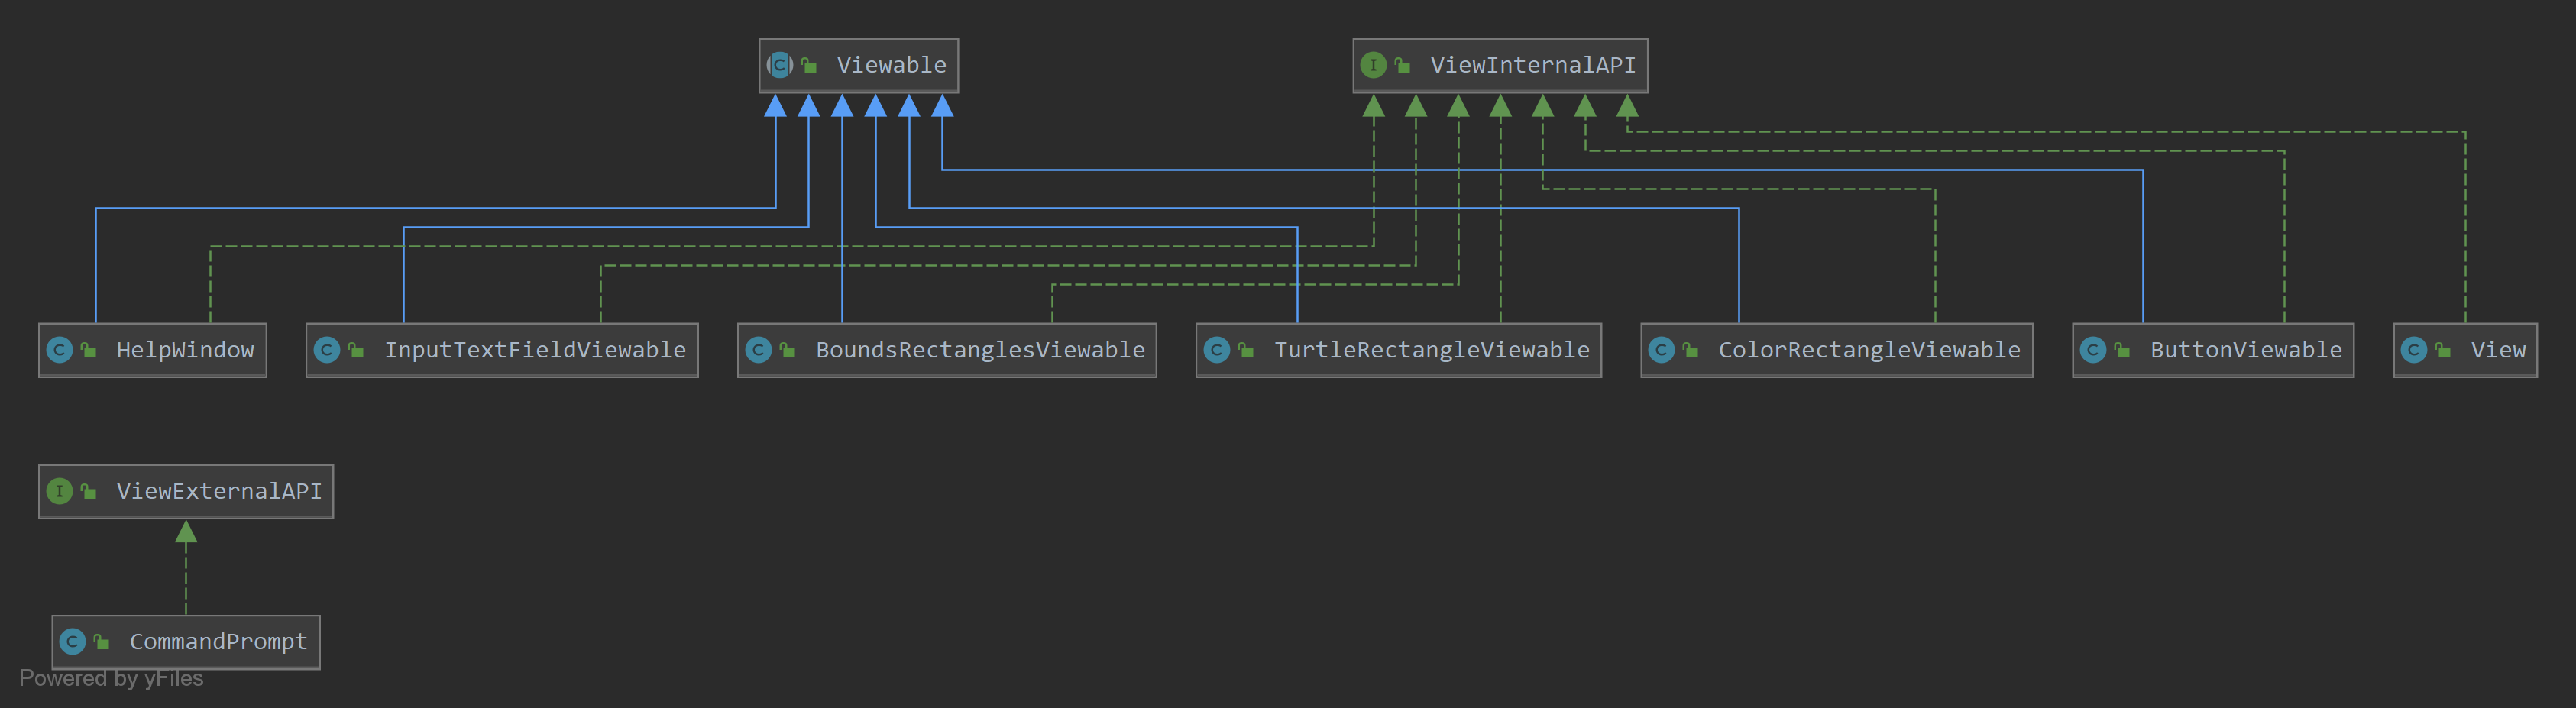 Viewable
ViewInternalAPI
HelpWindow
InputTextFieldViewable
BoundsRectanglesViewable
TurtleRectangleViewable
ColorRectangleViewable
ButtonViewable
View
ViewExternalAPI
CommandPrompt
Powered by yFiles